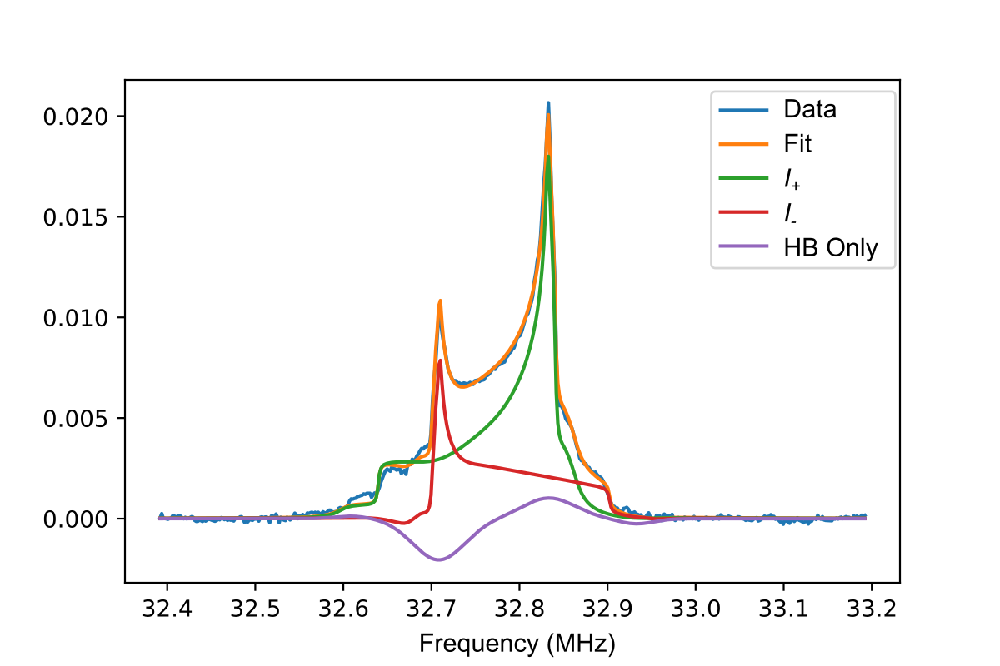 Data
Fit
I+
I-
HB Only
0.020
0.015
0.010
0.005
0.000
32.4 32.5 32.6 32.7 32.8 32.9 33.0 33.1 33.2
Frequency (MHz)